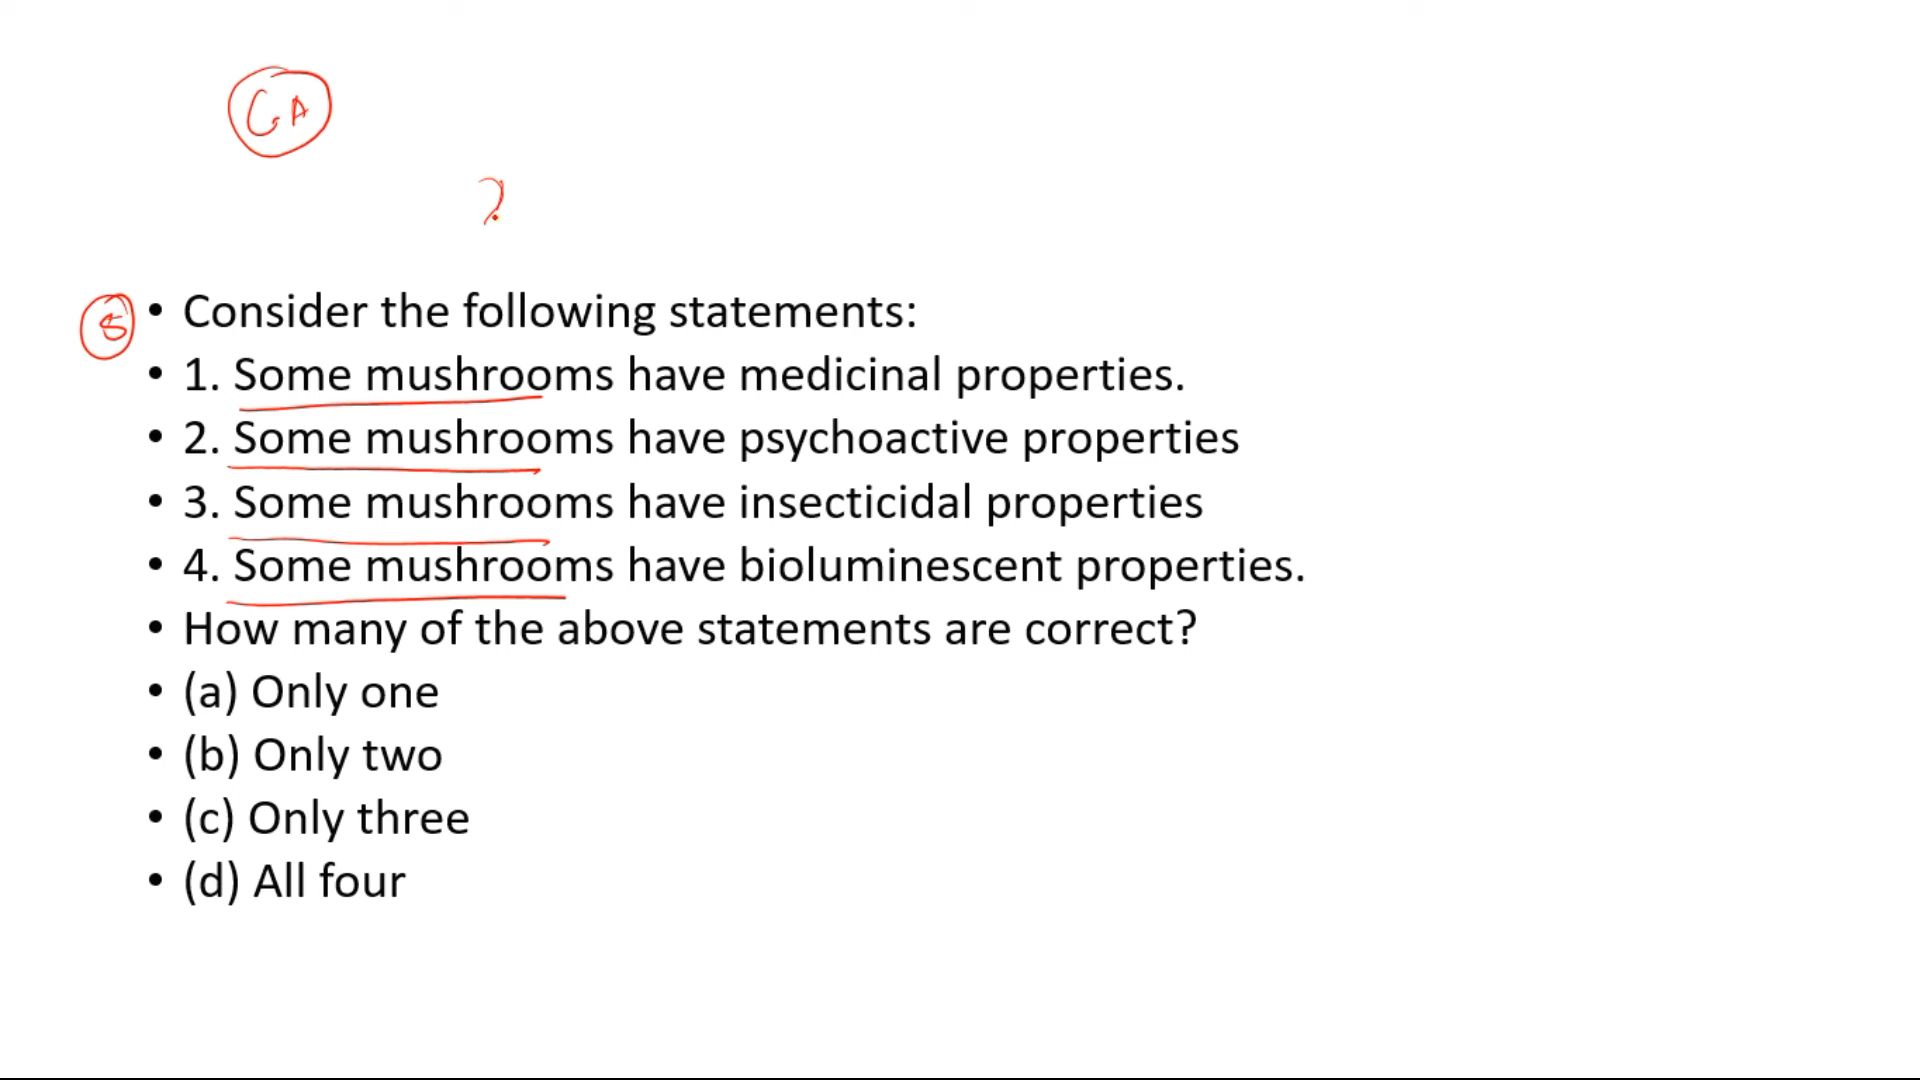 GA
?
5
• Consider the following statements:
• 1. Some mushrooms have medicinal properties.
• 2. Some mushrooms have psychoactive properties
• 3. Some mushrooms have insecticidal properties
• 4. Some mushrooms have bioluminescent properties.
• How many of the above statements are correct?
• (a) Only one
• (b) Only two
• (c) Only three
• (d) All four